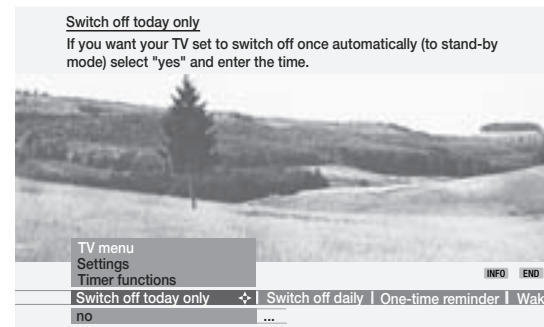 Switch off today only
If you want your TV set to switch off once automatically (to stand-by
mode) select "yes" and enter the time.
TV menu
Settings
Timer functions
INFO END
Switch off today only Switch off daily One-time reminder Wak
no ...